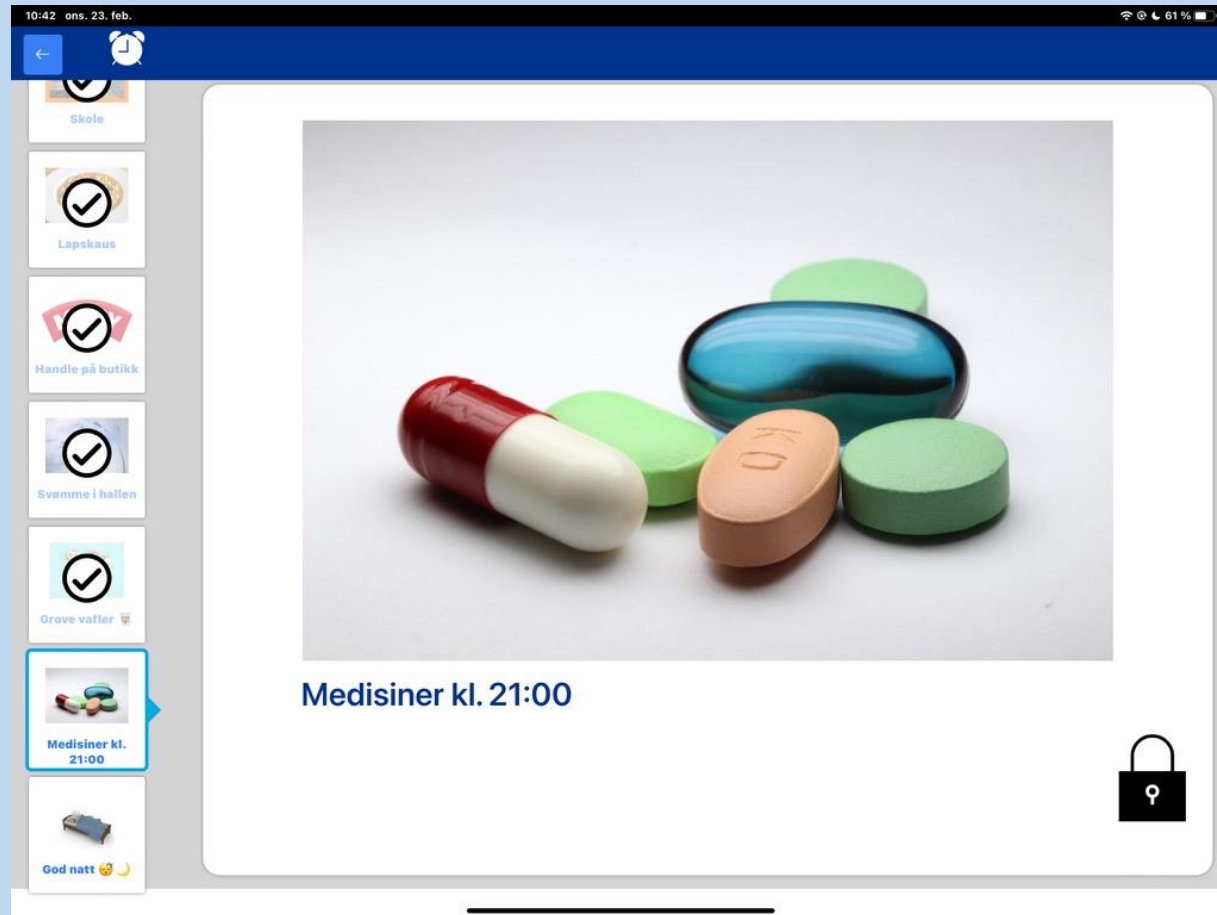 10:42 ons. 23. feb.
61 %
Skole
Lapskaus
Handle på butikk
Svømme i hallen
Grove vafler
Medisiner kl.
21:00
God natt 😴🌙
KD
Medisiner kl. 21:00